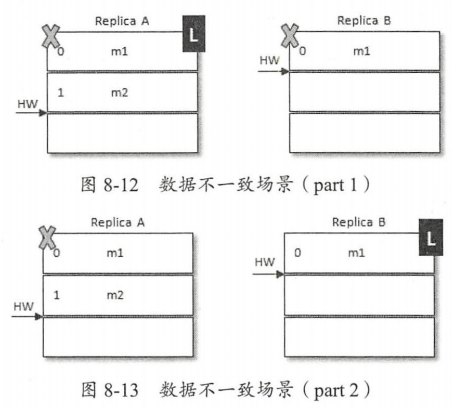 Replica A
Replica B
L
0 m1
0 m1
HW
1 m2
HW
图 8-12 数据不一致场景（part 1）
Replica A
Replica B
L
0 m1
0 m1
HW
1 m2
HW
图 8-13 数据不一致场景（part 2）